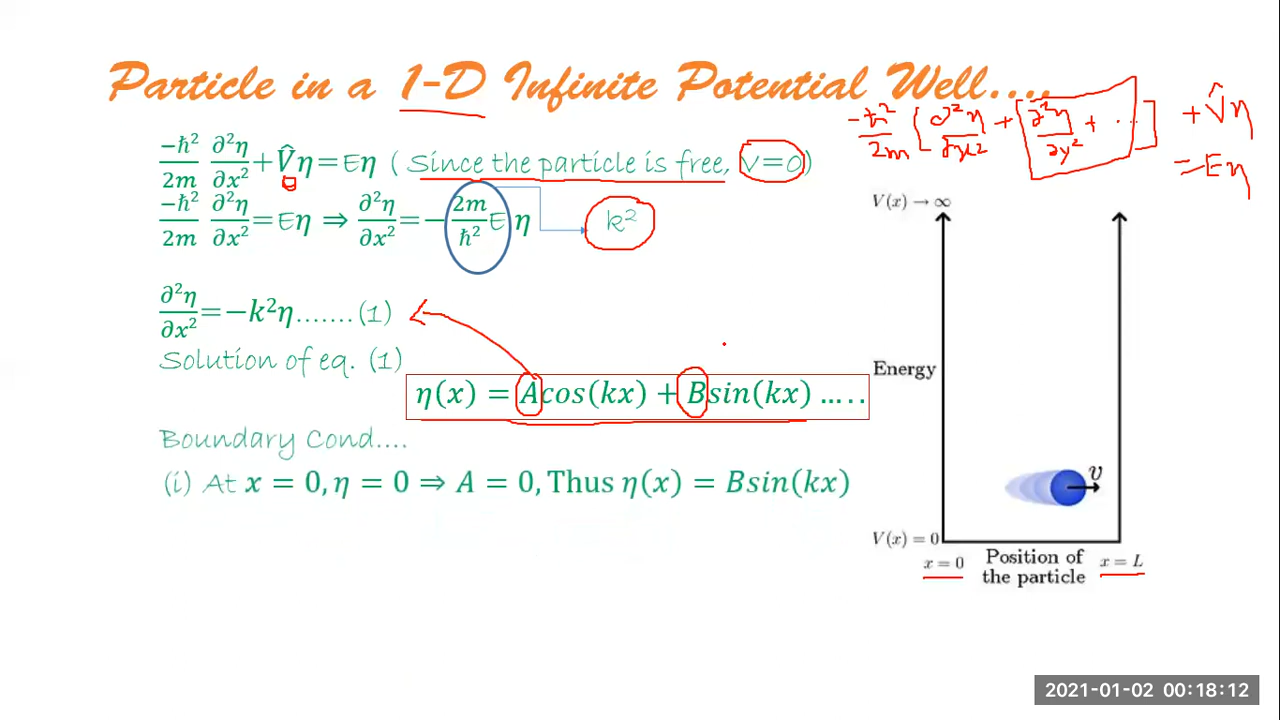 Particle in a 1-D Infinite Potential Well....
−ħ²/2m [∂²η/∂x² + [∂²η/∂y² + ...]] + V̂η
= Eη
−ħ²/2m ∂²η/∂x² + V̂η = Eη ( Since the particle is free, V=0)
0
−ħ²/2m ∂²η/∂x² = Eη ⇒ ∂²η/∂x² = − 2m/ħ² E η k²
∂²η/∂x² = −k²η.......(1)
Solution of eq. (1)
η(x) = Acos(kx) + Bsin(kx) .....
Boundary Cond....
(i) At x = 0, η = 0 ⇒ A = 0, Thus η(x) = Bsin(kx)
V(x) → ∞
Energy
v
V(x) = 0
x = 0
Position of
the particle
x = L
2021-01-02 00:18:12